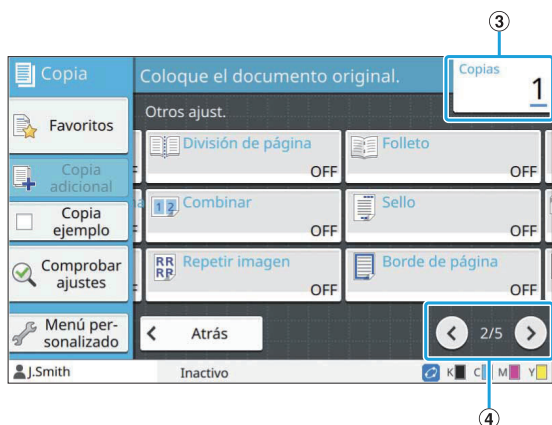 3
Copia
Coloque el documento original.
Copias
1
Favoritos
Otros ajust.
División de página
OFF
Folleto
OFF
Copia
adicional
Combinar
OFF
Sello
OFF
Copia
ejemplo
Repetir imagen
OFF
Borde de página
OFF
Comprobar
ajustes
Menú per-
sonalizado
Atrás
2/5
J.Smith
Inactivo
K C M Y
4